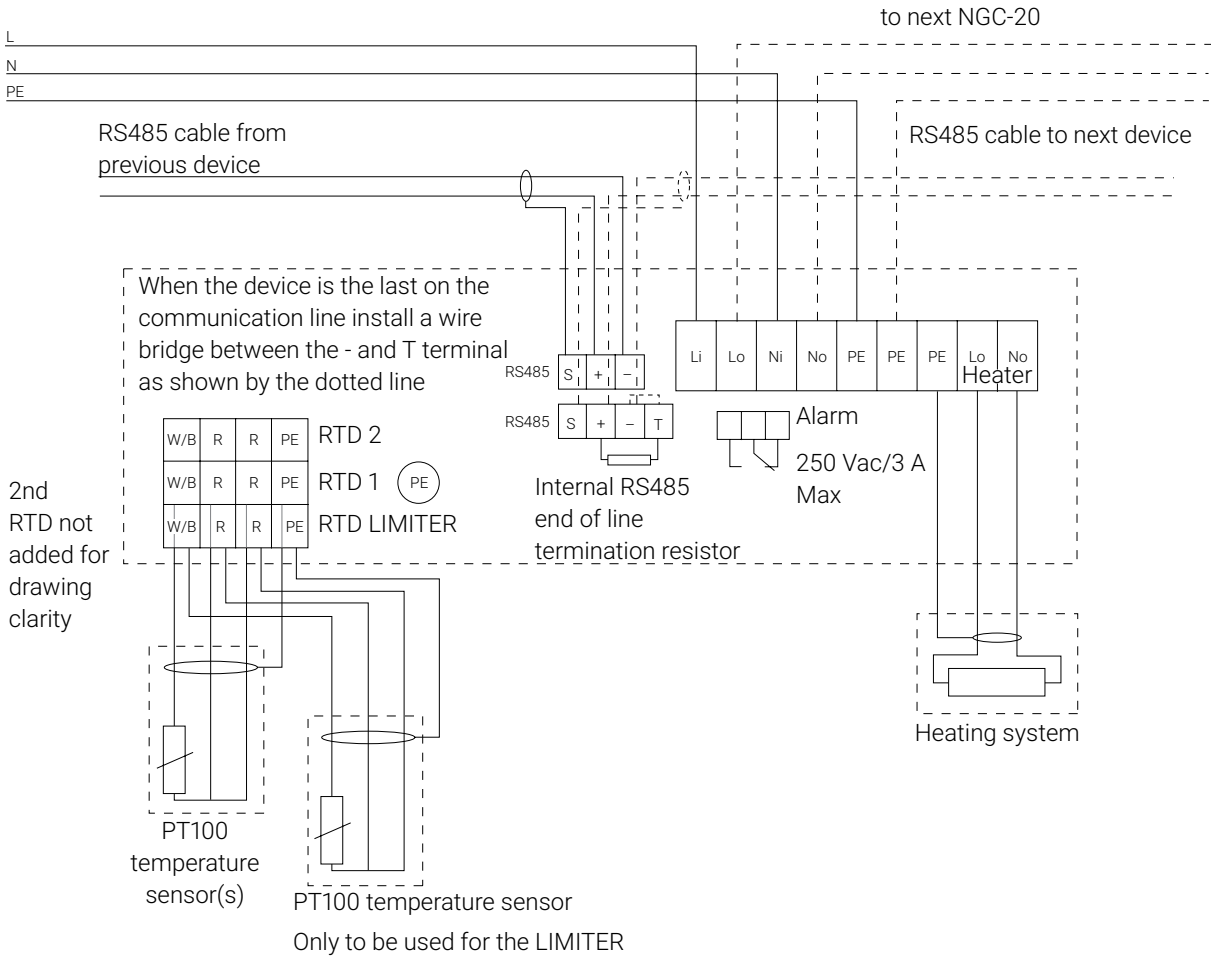 to next NGC-20
L
N
PE
RS485 cable from
previous device
RS485 cable to next device
When the device is the last on the
communication line install a wire
bridge between the - and T terminal
as shown by the dotted line
RS485 S + –
RS485 S + – T
Li Lo Ni No PE PE PE Lo No
Heater
Alarm
250 Vac/3 A
Max
Internal RS485
end of line
termination resistor
W/B R R PE RTD 2
W/B R R PE RTD 1 PE
W/B R R PE RTD LIMITER
2nd
RTD not
added for
drawing
clarity
Heating system
PT100
temperature
sensor(s)
PT100 temperature sensor
Only to be used for the LIMITER